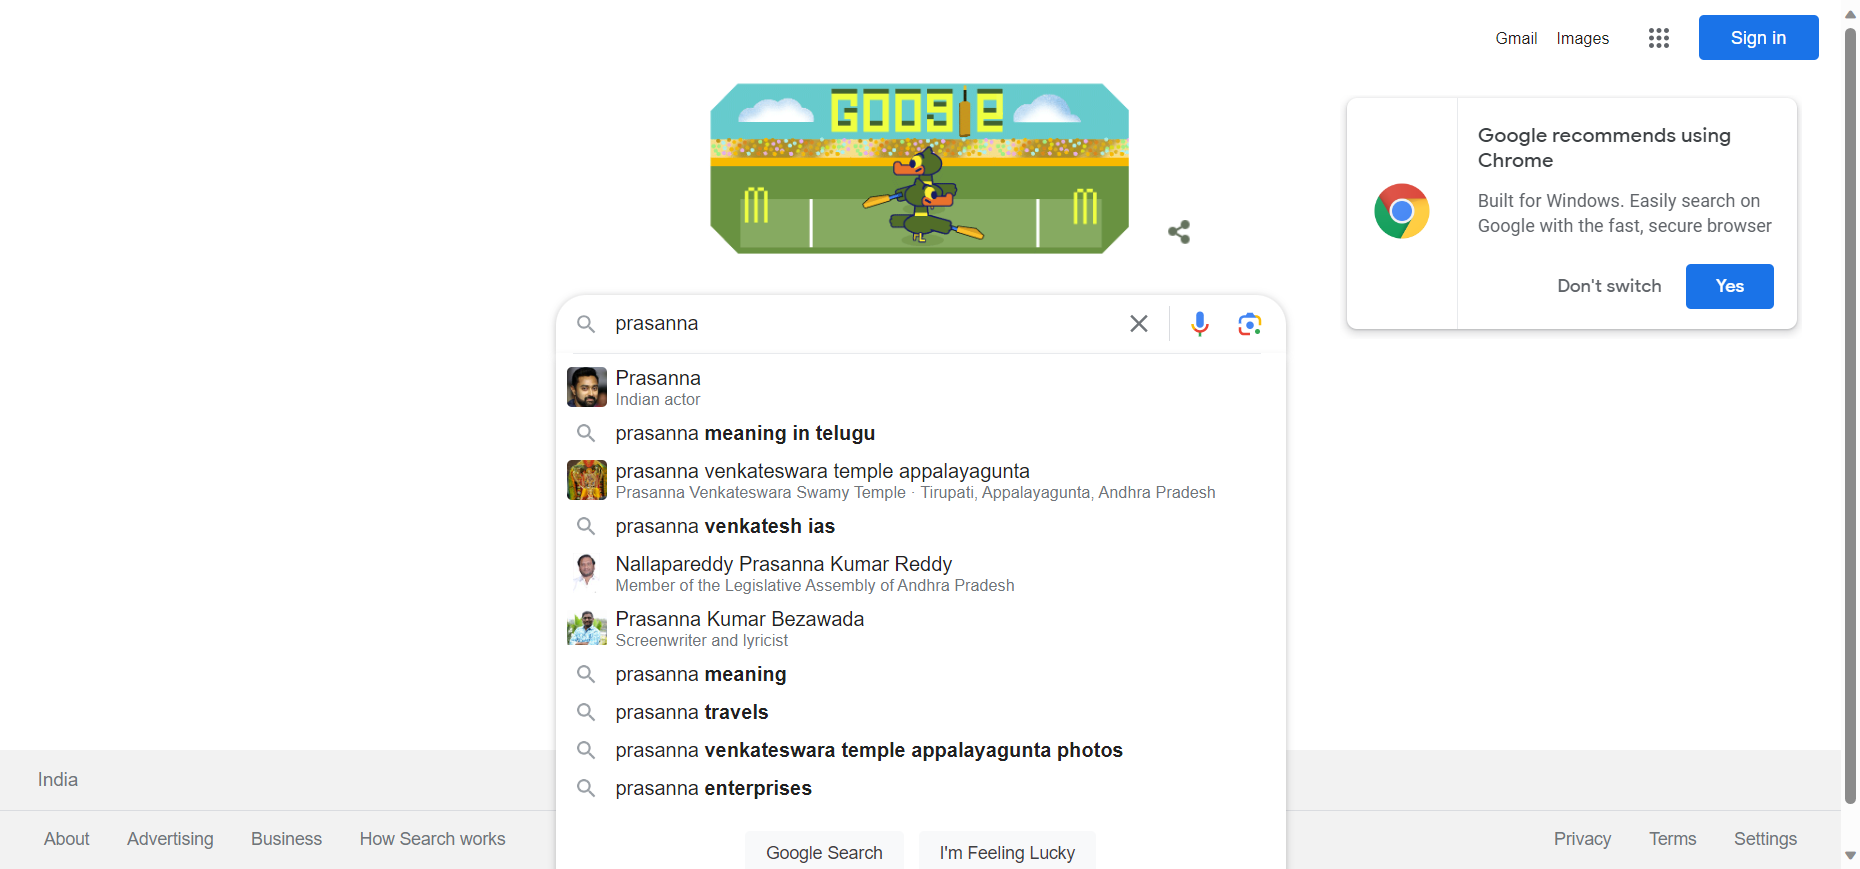 Gmail Images Sign in
GOOGLE
Google recommends using
Chrome
Built for Windows. Easily search on
Google with the fast, secure browser
Don't switch Yes
prasanna
Prasanna
Indian actor
prasanna meaning in telugu
prasanna venkateswara temple appalayagunta
Prasanna Venkateswara Swamy Temple · Tirupati, Appalayagunta, Andhra Pradesh
prasanna venkatesh ias
Nallapareddy Prasanna Kumar Reddy
Member of the Legislative Assembly of Andhra Pradesh
Prasanna Kumar Bezawada
Screenwriter and lyricist
prasanna meaning
prasanna travels
prasanna venkateswara temple appalayagunta photos
prasanna enterprises
Google Search I'm Feeling Lucky
India
About Advertising Business How Search works Privacy Terms Settings